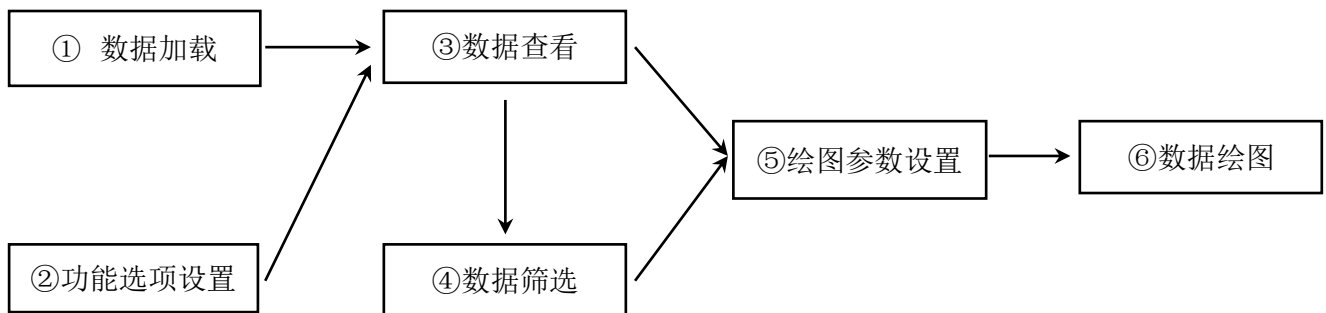 ① 数据加载
③数据查看
⑤绘图参数设置
⑥数据绘图
②功能选项设置
④数据筛选